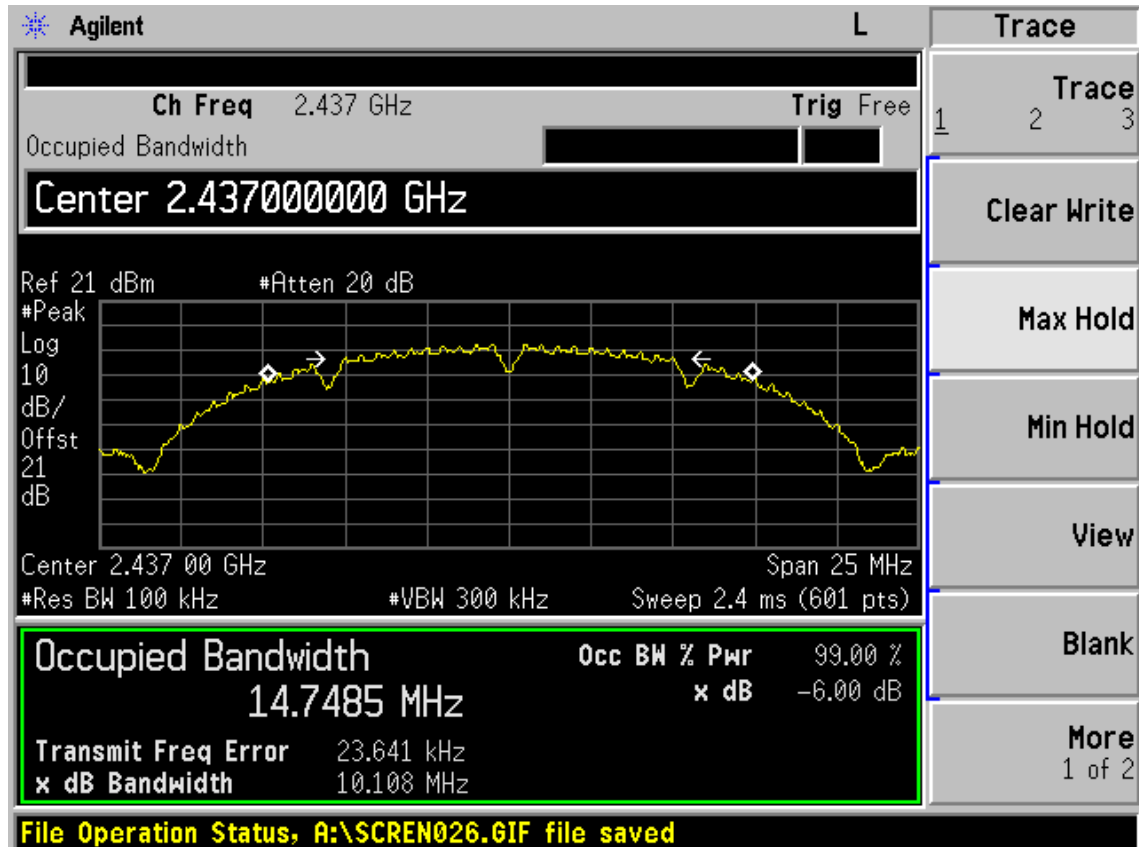 Agilent
L
Trace
Ch Freq 2.437 GHz
Trig Free
Occupied Bandwidth
Center 2.437000000 GHz
Ref 21 dBm
#Atten 20 dB
#Peak
Log
10
dB/
Offst
21
dB
Center 2.437 00 GHz
Span 25 MHz
#Res BW 100 kHz
#VBW 300 kHz
Sweep 2.4 ms (601 pts)
Occupied Bandwidth
14.7485 MHz
Occ BW % Pwr 99.00 %
x dB -6.00 dB
Transmit Freq Error 23.641 kHz
x dB Bandwidth 10.108 MHz
File Operation Status, A:\SCREN026.GIF file saved
Trace
1 2 3
Clear Write
Max Hold
Min Hold
View
Blank
More
1 of 2